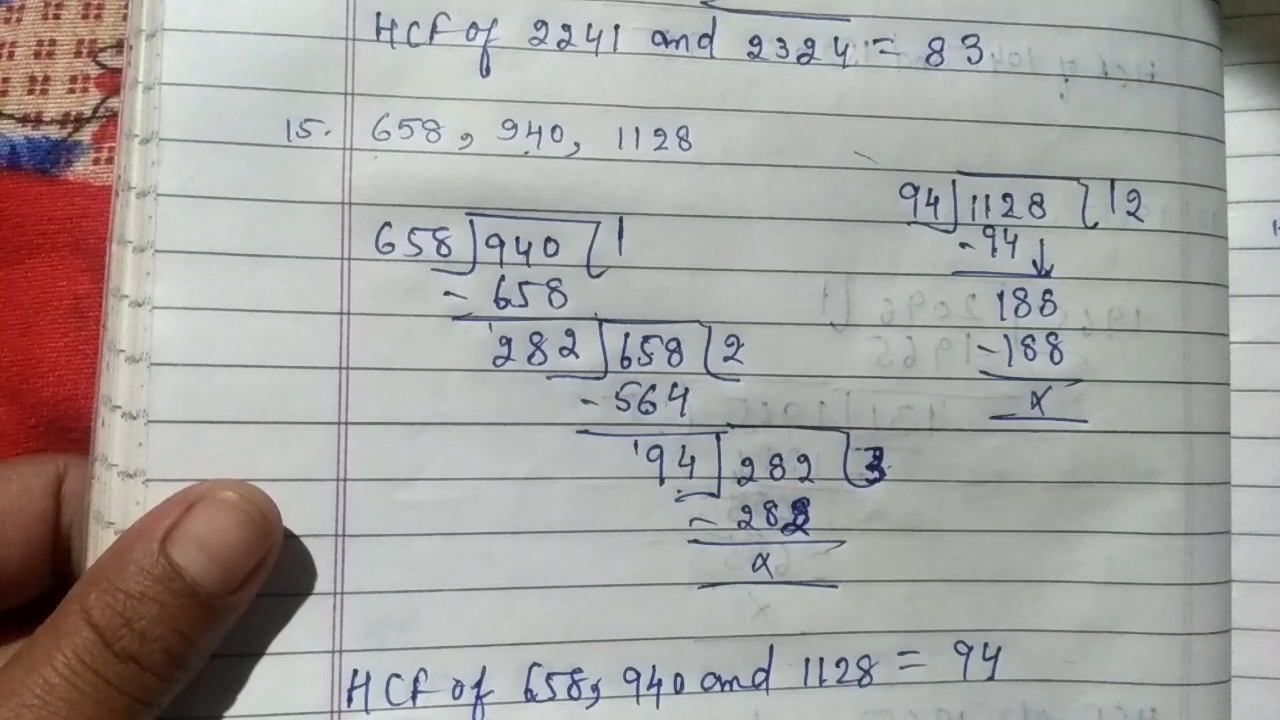 HCF of 2241 and 2324 = 83
15. 658, 940, 1128
658 | 940 | 1
- 658
282 | 658 | 2
- 564
94 | 282 | 3
- 282
x
94 | 1128 | 12
- 94 ↓
188
- 188
x
HCF of 658, 940 and 1128 = 94